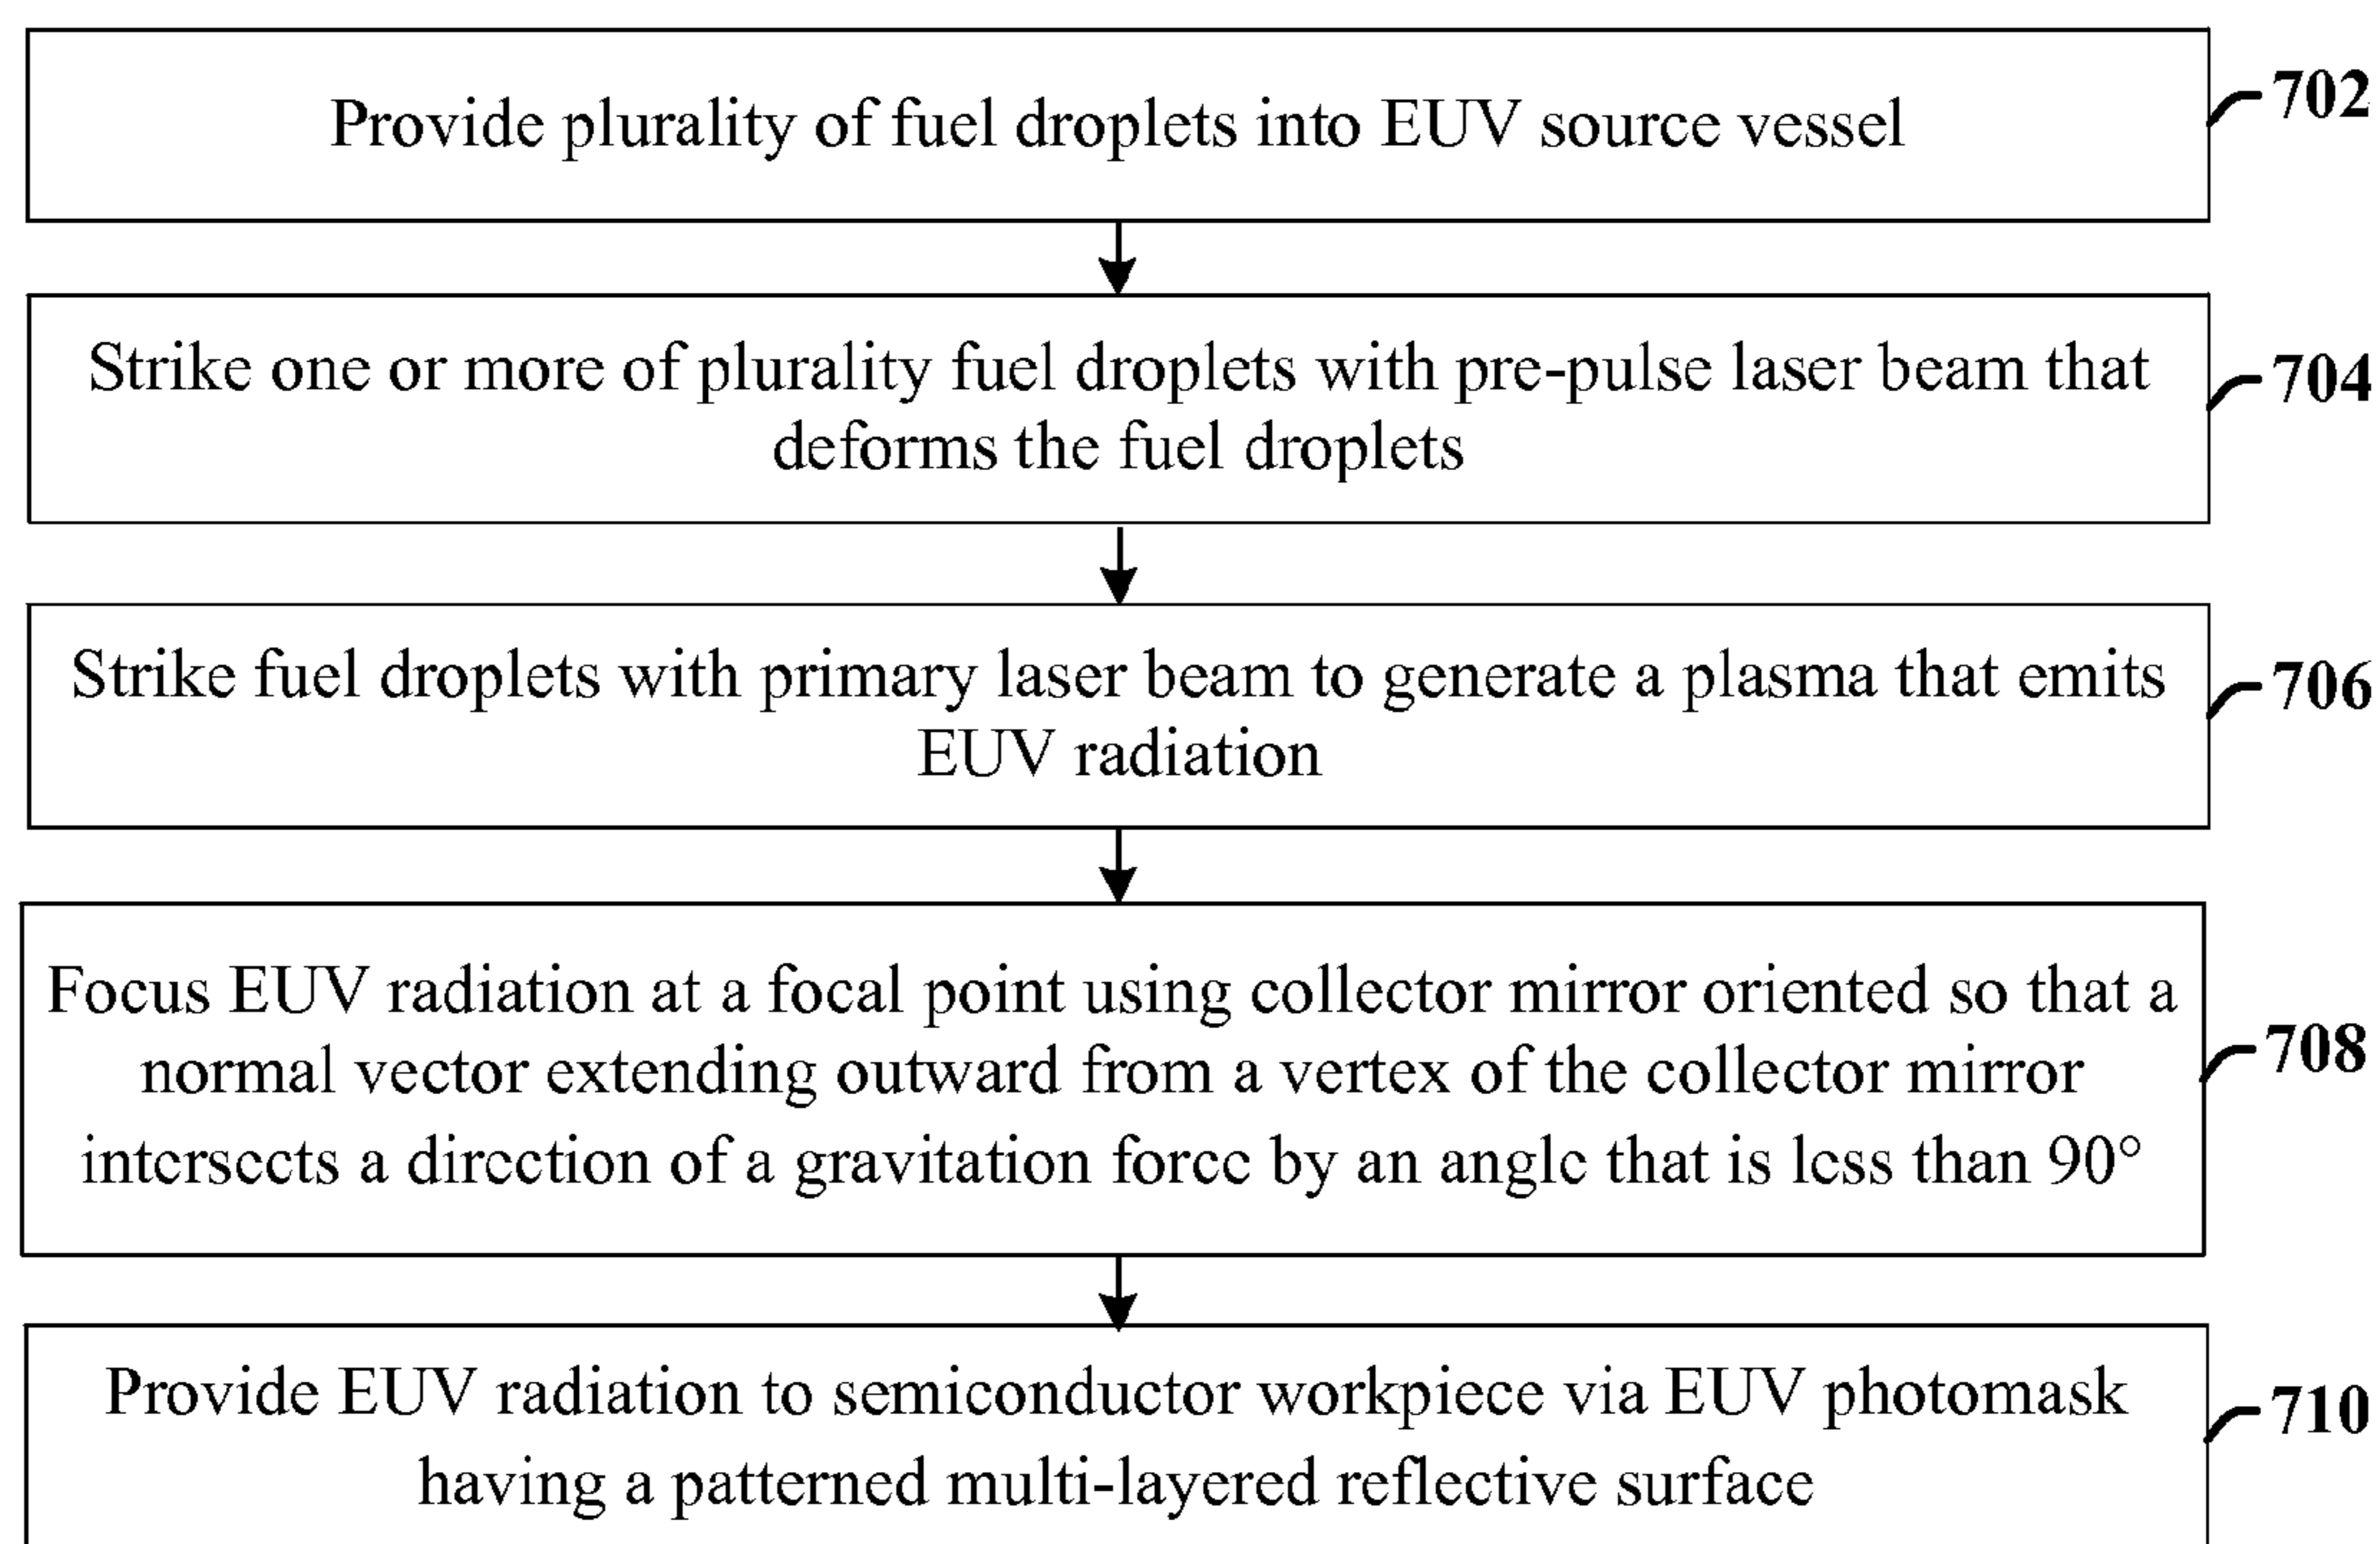 Provide plurality of fuel droplets into EUV source vessel
702
Strike one or more of plurality fuel droplets with pre-pulse laser beam that
deforms the fuel droplets
704
Strike fuel droplets with primary laser beam to generate a plasma that emits
EUV radiation
706
Focus EUV radiation at a focal point using collector mirror oriented so that a
normal vector extending outward from a vertex of the collector mirror
intersects a direction of a gravitation force by an angle that is less than 90°
708
Provide EUV radiation to semiconductor workpiece via EUV photomask
having a patterned multi-layered reflective surface
710